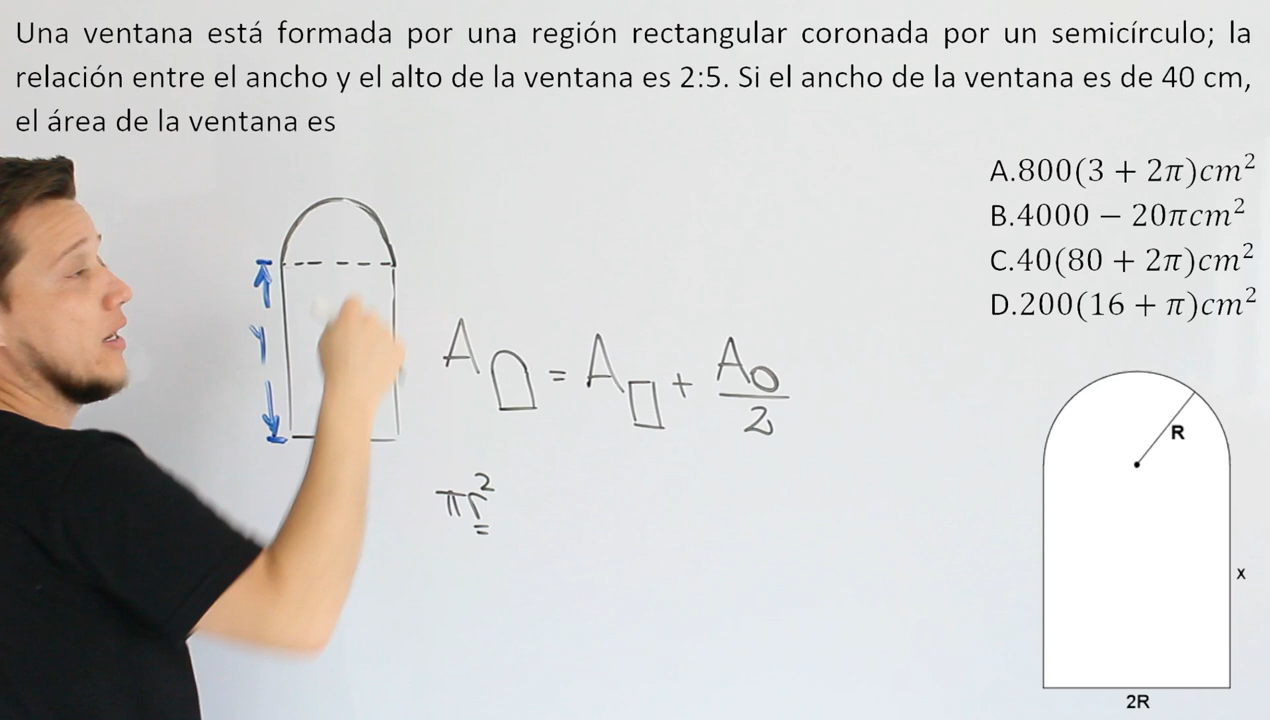 Una ventana está formada por una región rectangular coronada por un semicírculo; la
relación entre el ancho y el alto de la ventana es 2:5. Si el ancho de la ventana es de 40 cm,
el área de la ventana es
A.800(3 + 2π)cm²
B.4000 − 20πcm²
C.40(80 + 2π)cm²
D.200(16 + π)cm²
Y
A▯ = A▯ + A○/2
πr²
R
x
2R